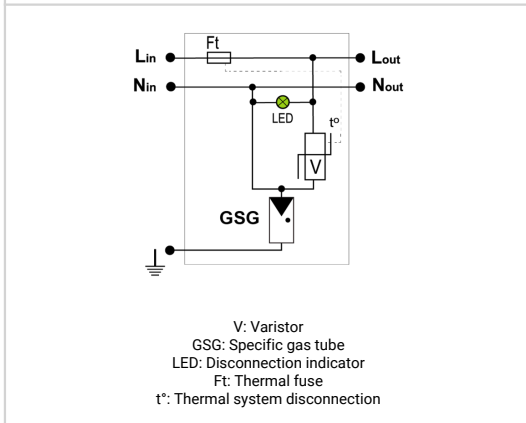 Ft
Lin
Lout
Nin
Nout
LED
t°
V
GSG
V: Varistor
GSG: Specific gas tube
LED: Disconnection indicator
Ft: Thermal fuse
t°: Thermal system disconnection